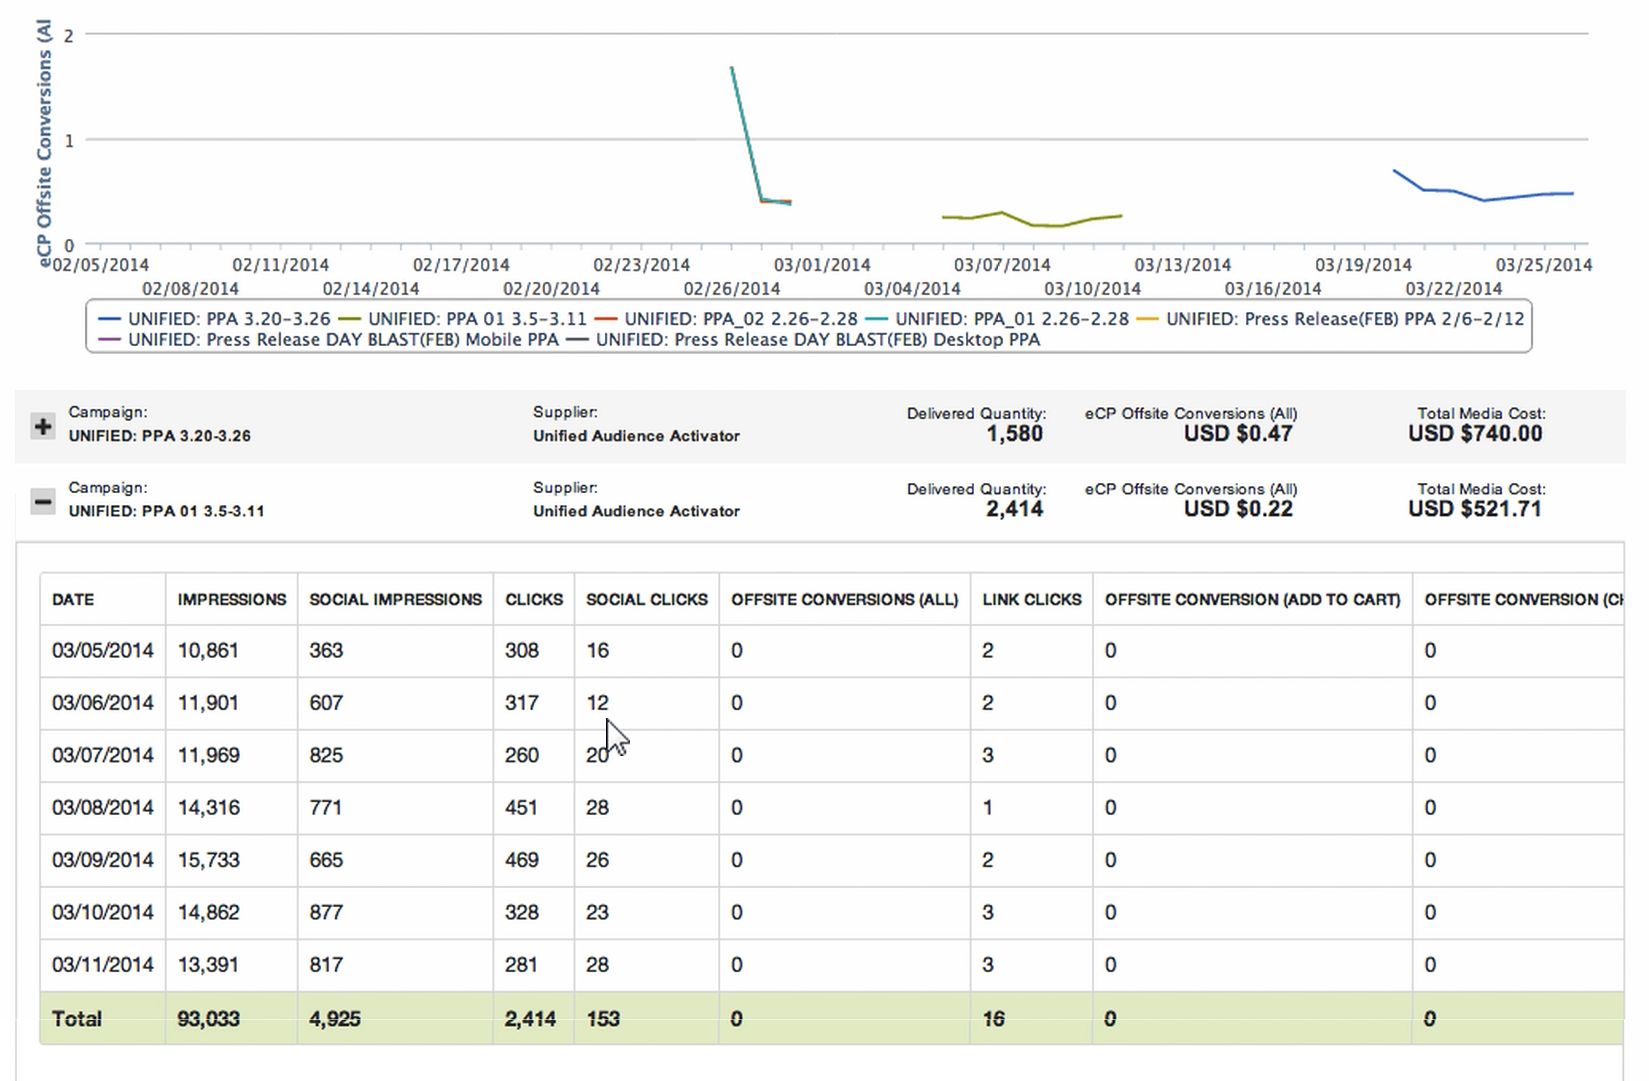 eCP Offsite Conversions (Al
2
1
0
02/05/2014 02/11/2014 02/17/2014 02/23/2014 03/01/2014 03/07/2014 03/13/2014 03/19/2014 03/25/2014
02/08/2014 02/14/2014 02/20/2014 02/26/2014 03/04/2014 03/10/2014 03/16/2014 03/22/2014
UNIFIED: PPA 3.20-3.26 UNIFIED: PPA 01 3.5-3.11 UNIFIED: PPA_02 2.26-2.28 UNIFIED: PPA_01 2.26-2.28 UNIFIED: Press Release(FEB) PPA 2/6-2/12
UNIFIED: Press Release DAY BLAST(FEB) Mobile PPA UNIFIED: Press Release DAY BLAST(FEB) Desktop PPA
Campaign: Supplier: Delivered Quantity: eCP Offsite Conversions (All) Total Media Cost:
UNIFIED: PPA 3.20-3.26 Unified Audience Activator 1,580 USD $0.47 USD $740.00
Campaign: Supplier: Delivered Quantity: eCP Offsite Conversions (All) Total Media Cost:
UNIFIED: PPA 01 3.5-3.11 Unified Audience Activator 2,414 USD $0.22 USD $521.71
DATE IMPRESSIONS SOCIAL IMPRESSIONS CLICKS SOCIAL CLICKS OFFSITE CONVERSIONS (ALL) LINK CLICKS OFFSITE CONVERSION (ADD TO CART) OFFSITE CONVERSION (CH
03/05/2014 10,861 363 308 16 0 2 0 0
03/06/2014 11,901 607 317 12 0 2 0 0
03/07/2014 11,969 825 260 20 0 3 0 0
03/08/2014 14,316 771 451 28 0 1 0 0
03/09/2014 15,733 665 469 26 0 2 0 0
03/10/2014 14,862 877 328 23 0 3 0 0
03/11/2014 13,391 817 281 28 0 3 0 0
Total 93,033 4,925 2,414 153 0 16 0 0